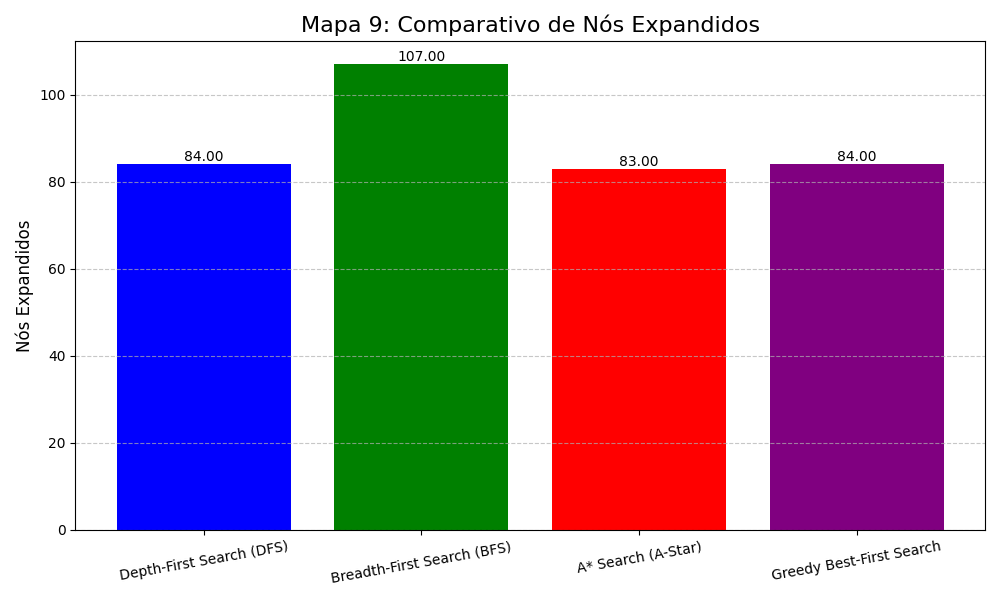 Mapa 9: Comparativo de Nós Expandidos
Nós Expandidos
100
80
60
40
20
0
84.00
107.00
83.00
84.00
Depth-First Search (DFS)
Breadth-First Search (BFS)
A* Search (A-Star)
Greedy Best-First Search